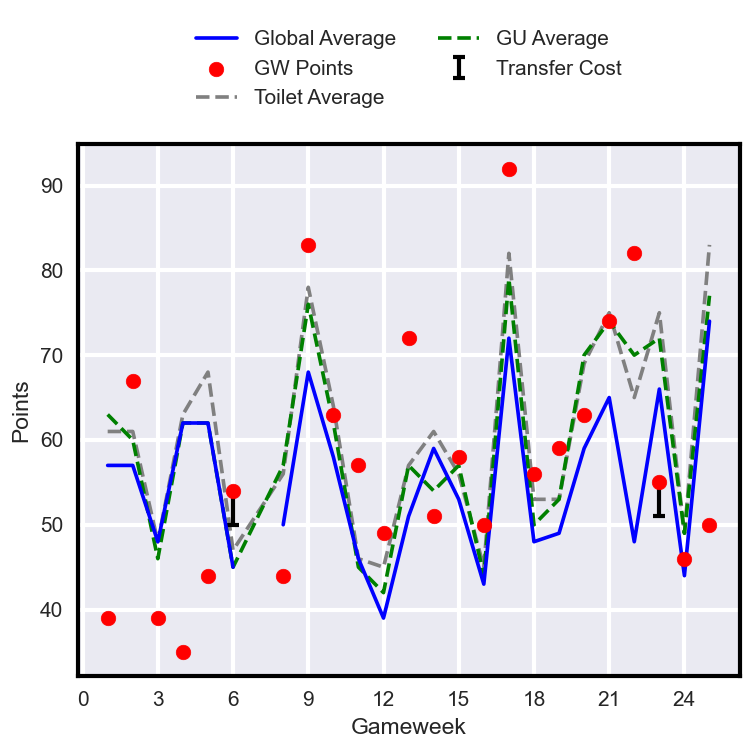 Global Average
GW Points
Toilet Average
GU Average
Transfer Cost
Points
90
80
70
60
50
40
0 3 6 9 12 15 18 21 24
Gameweek